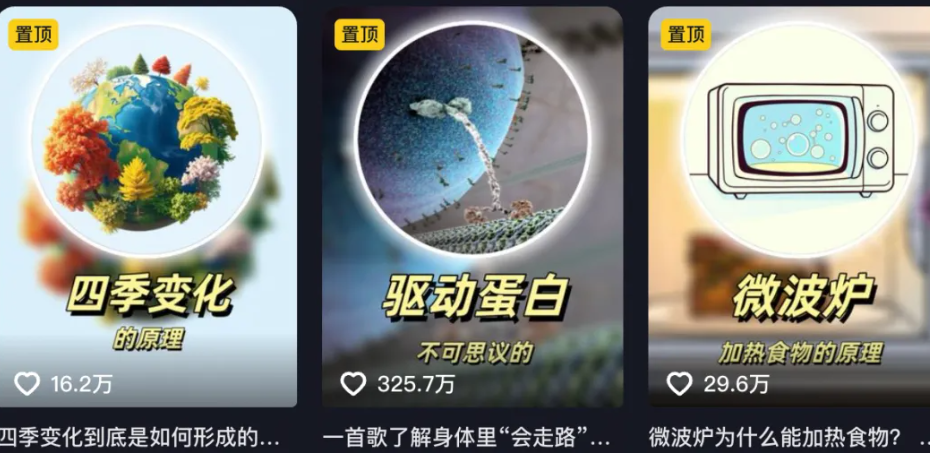 置顶
四季变化
的原理
16.2万
四季变化到底是如何形成的...
置顶
驱动蛋白
不可思议的
325.7万
一首歌了解身体里“会走路”...
置顶
微波炉
加热食物的原理
29.6万
微波炉为什么能加热食物? ...